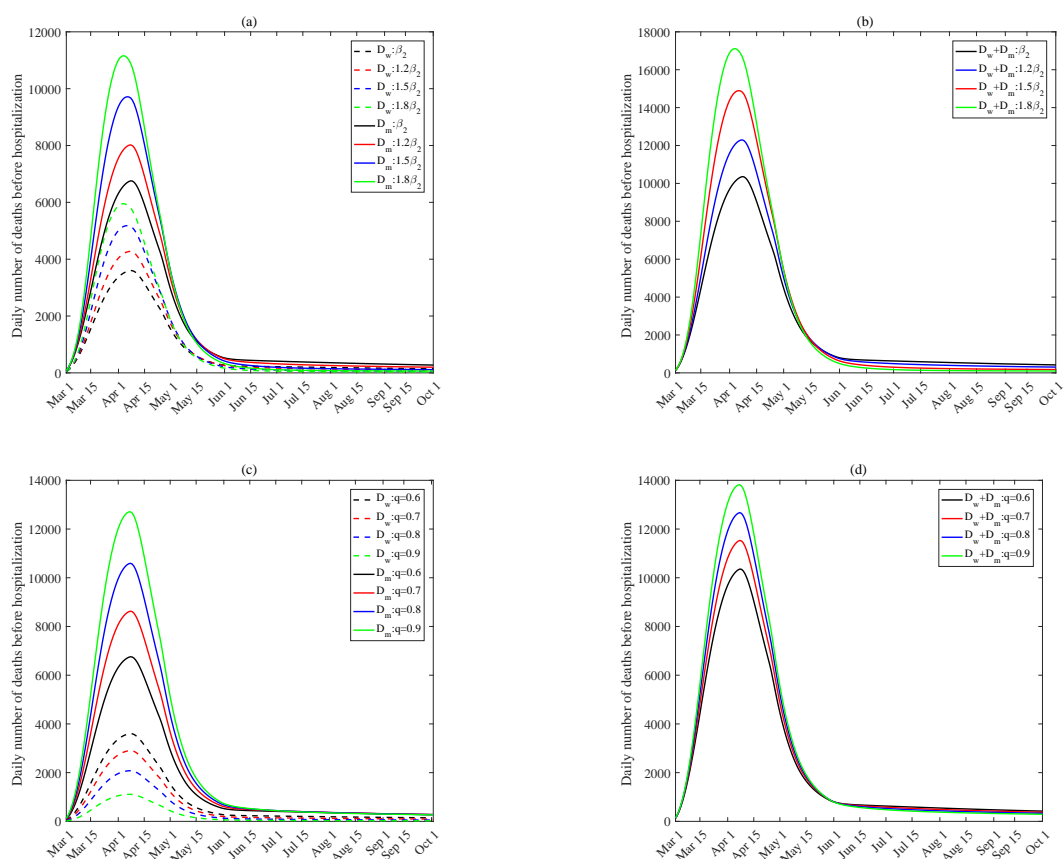 (a)
Daily number of deaths before hospitalization
12000
10000
8000
6000
4000
2000
0
D_w:β_2
D_w:1.2β_2
D_w:1.5β_2
D_w:1.8β_2
D_m:β_2
D_m:1.2β_2
D_m:1.5β_2
D_m:1.8β_2
Mar 1
Mar 15
Apr 1
Apr 15
May 1
May 15
Jun 1
Jun 15
Jul 15
Jul 15
Aug 1
Aug 15
Sep 1
Sep 15
Oct 1
(b)
Daily number of deaths before hospitalization
18000
16000
14000
12000
10000
8000
6000
4000
2000
0
D_w+D_m:β_2
D_w+D_m:1.2β_2
D_w+D_m:1.5β_2
D_w+D_m:1.8β_2
Mar 1
Mar 15
Apr 1
Apr 15
May 1
May 15
Jun 1
Jun 15
Jul 15
Jul 15
Aug 1
Aug 15
Sep 1
Sep 15
Oct 1
(c)
Daily number of deaths before hospitalization
14000
12000
10000
8000
6000
4000
2000
0
D_w:q=0.6
D_w:q=0.7
D_w:q=0.8
D_w:q=0.9
D_m:q=0.6
D_m:q=0.7
D_m:q=0.8
D_m:q=0.9
Mar 1
Mar 15
Apr 1
Apr 15
May 1
May 15
Jun 1
Jun 15
Jul 15
Jul 15
Aug 1
Aug 15
Sep 1
Sep 15
Oct 1
(d)
Daily number of deaths before hospitalization
14000
12000
10000
8000
6000
4000
2000
0
D_w+D_m:q=0.6
D_w+D_m:q=0.7
D_w+D_m:q=0.8
D_w+D_m:q=0.9
Mar 1
Mar 15
Apr 1
Apr 15
May 1
May 15
Jun 1
Jun 15
Jul 15
Jul 15
Aug 1
Aug 15
Sep 1
Sep 15
Oct 1